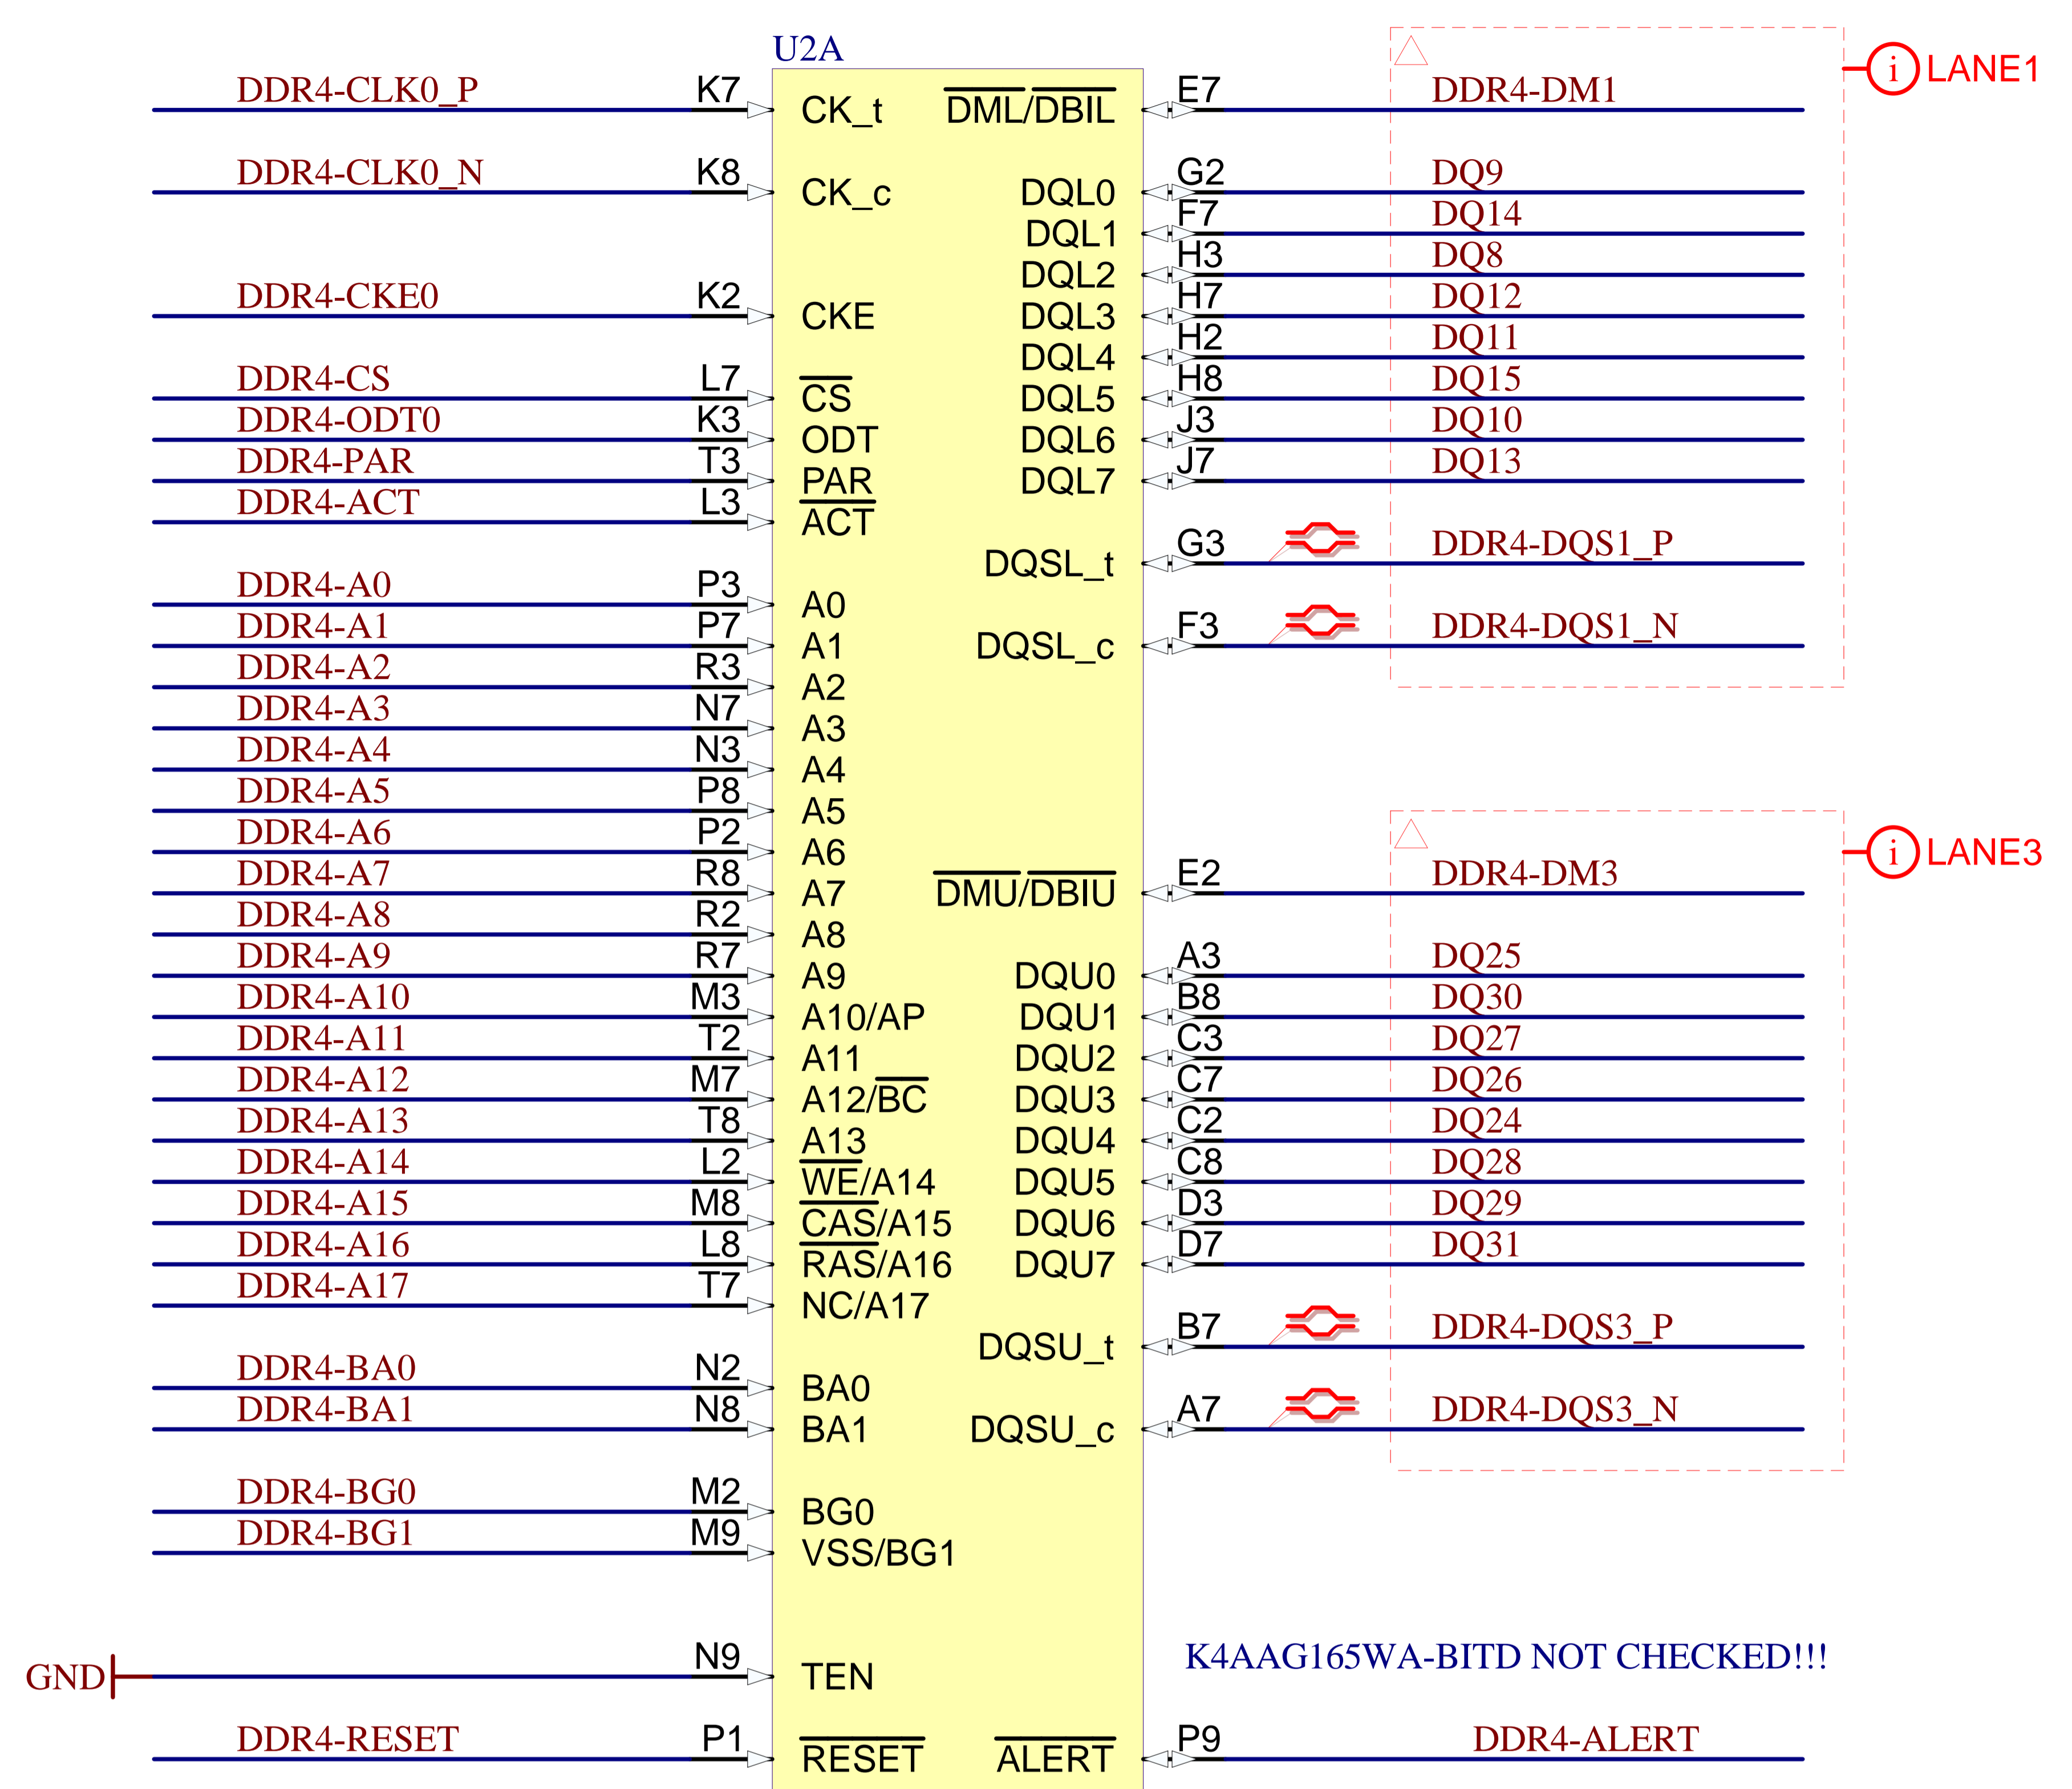 U2A
LANE1
DDR4-CLK0_P K7 CK_t DML/DBIL E7 DDR4-DM1
DDR4-CLK0_N K8 CK_c DQL0 G2 DQ9
DQL1 F7 DQ14
DQL2 H3 DQ8
DDR4-CKE0 K2 CKE DQL3 H7 DQ12
DQL4 H2 DQ11
DDR4-CS L7 CS DQL5 H8 DQ15
DDR4-ODT0 K3 ODT DQL6 J3 DQ10
DDR4-PAR T3 PAR DQL7 J7 DQ13
DDR4-ACT L3 ACT
DQSL_t G3 DDR4-DQS1_P
DDR4-A0 P3 A0
DDR4-A1 P7 A1 DQSL_c F3 DDR4-DQS1_N
DDR4-A2 R3 A2
DDR4-A3 N7 A3
DDR4-A4 N3 A4
DDR4-A5 P8 A5
DDR4-A6 P2 A6
LANE3
DDR4-A7 R8 A7 DMU/DBIU E2 DDR4-DM3
DDR4-A8 R2 A8
DDR4-A9 R7 A9 DQU0 A3 DQ25
DDR4-A10 M3 A10/AP DQU1 B8 DQ30
DDR4-A11 T2 A11 DQU2 C3 DQ27
DDR4-A12 M7 A12/BC DQU3 C7 DQ26
DDR4-A13 T8 A13 DQU4 C2 DQ24
DDR4-A14 L2 WE/A14 DQU5 C8 DQ28
DDR4-A15 M8 CAS/A15 DQU6 D3 DQ29
DDR4-A16 L8 RAS/A16 DQU7 D7 DQ31
DDR4-A17 T7 NC/A17
DQSU_t B7 DDR4-DQS3_P
DDR4-BA0 N2 BA0
DDR4-BA1 N8 BA1 DQSU_c A7 DDR4-DQS3_N
DDR4-BG0 M2 BG0
DDR4-BG1 M9 VSS/BG1
K4AAG165WA-BITD NOT CHECKED!!!
GND N9 TEN
DDR4-RESET P1 RESET ALERT P9 DDR4-ALERT